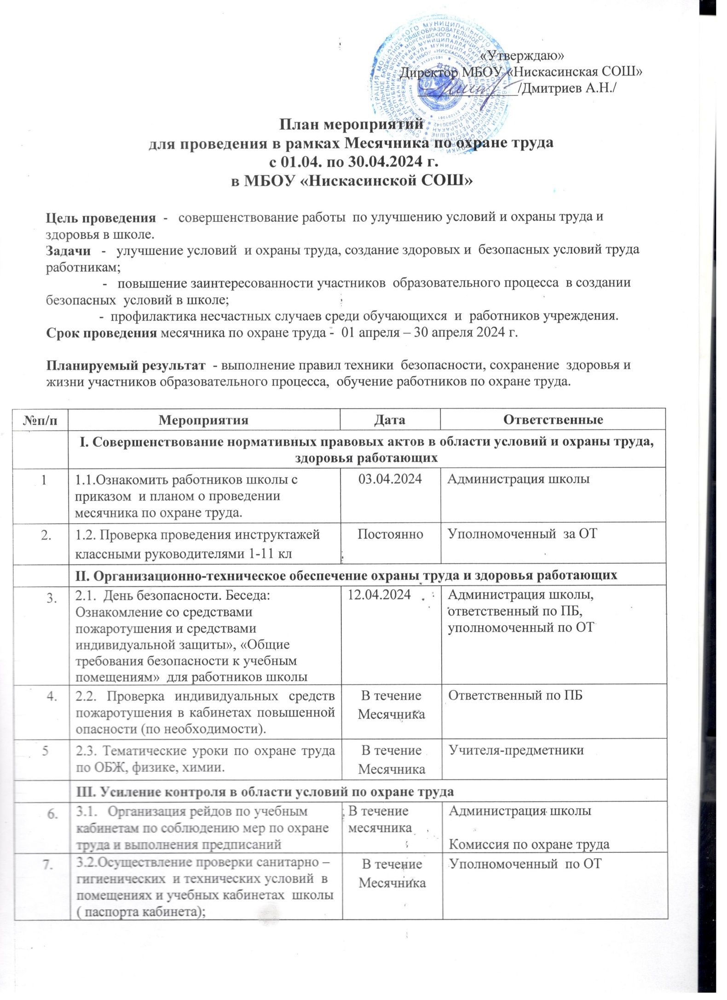 «Утверждаю»
Директор МБОУ «Нискасинская СОШ»
/Дмитриев А.Н./
План мероприятий
для проведения в рамках Месячника по охране труда
с 01.04. по 30.04.2024 г.
в МБОУ «Нискасинской СОШ»
Цель проведения - совершенствование работы по улучшению условий и охраны труда и
здоровья в школе.
Задачи - улучшение условий и охраны труда, создание здоровых и безопасных условий труда
работникам;
- повышение заинтересованности участников образовательного процесса в создании
безопасных условий в школе;
- профилактика несчастных случаев среди обучающихся и работников учреждения.
Срок проведения месячника по охране труда - 01 апреля – 30 апреля 2024 г.
Планируемый результат - выполнение правил техники безопасности, сохранение здоровья и
жизни участников образовательного процесса, обучение работников по охране труда.
№п/п Мероприятия Дата Ответственные
I. Совершенствование нормативных правовых актов в области условий и охраны труда,
здоровья работающих
1 1.1.Ознакомить работников школы с 03.04.2024 Администрация школы
приказом и планом о проведении
месячника по охране труда.
2. 1.2. Проверка проведения инструктажей Постоянно Уполномоченный за ОТ
классными руководителями 1-11 кл
II. Организационно-техническое обеспечение охраны труда и здоровья работающих
3. 2.1. День безопасности. Беседа: 12.04.2024 Администрация школы,
Ознакомление со средствами ответственный по ПБ,
пожаротушения и средствами уполномоченный по ОТ
индивидуальной защиты», «Общие
требования безопасности к учебным
помещениям» для работников школы
4. 2.2. Проверка индивидуальных средств В течение Ответственный по ПБ
пожаротушения в кабинетах повышенной Месячника
опасности (по необходимости).
5 2.3. Тематические уроки по охране труда В течение Учителя-предметники
по ОБЖ, физике, химии. Месячника
III. Усиление контроля в области условий по охране труда
6. 3.1. Организация рейдов по учебным В течение Администрация школы
кабинетам по соблюдению мер по охране месячника
труда и выполнения предписаний Комиссия по охране труда
7. 3.2.Осуществление проверки санитарно – В течение Уполномоченный по ОТ
гигиенических и технических условий в Месячника
помещениях и учебных кабинетах школы
( паспорта кабинета);